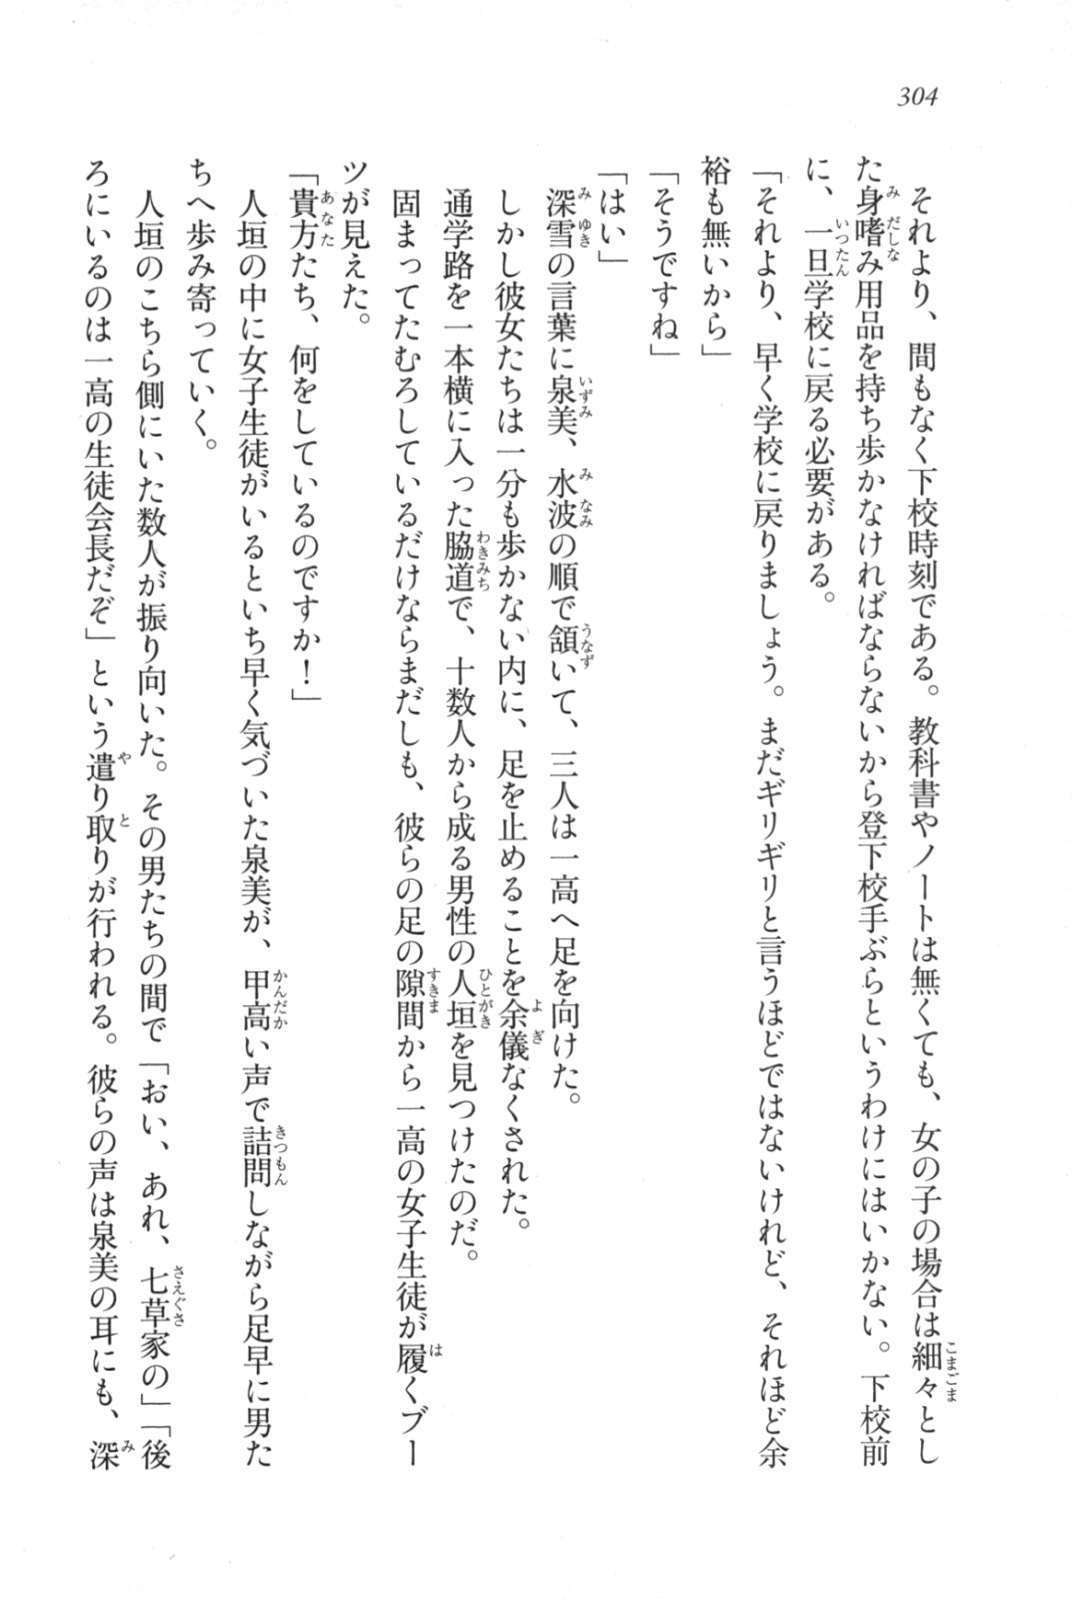 304
それより、間もなく下校時刻である。教科書やノートは無くても、女の子の場合は細々とし
た身嗜み用品を持ち歩かなければならないから登下校手ぶらというわけにはいかない。下校前
に、一旦学校に戻る必要がある。
「それより、早く学校に戻りましょう。まだギリギリと言うほどではないけれど、それほど余
裕も無いから」
「そうですね」
「はい」
深雪の言葉に泉美、水波の順で頷いて、三人は一高へ足を向けた。
しかし彼女たちは一分も歩かない内に、足を止めることを余儀なくされた。
通学路を一本横に入った脇道で、十数人から成る男性の人垣を見つけたのだ。
固まってたむろしているだけならまだしも、彼らの足の隙間から一高の女子生徒が履くブー
ツが見えた。
「貴方たち、何をしているのですか！」
人垣の中に女子生徒がいるといち早く気づいた泉美が、甲高い声で詰問しながら足早に男た
ちへ歩み寄っていく。
人垣のこちら側にいた数人が振り向いた。その男たちの間で「おい、あれ、七草家の」「後
ろにいるのは一高の生徒会長だぞ」という遣り取りが行われる。彼らの声は泉美の耳にも、深